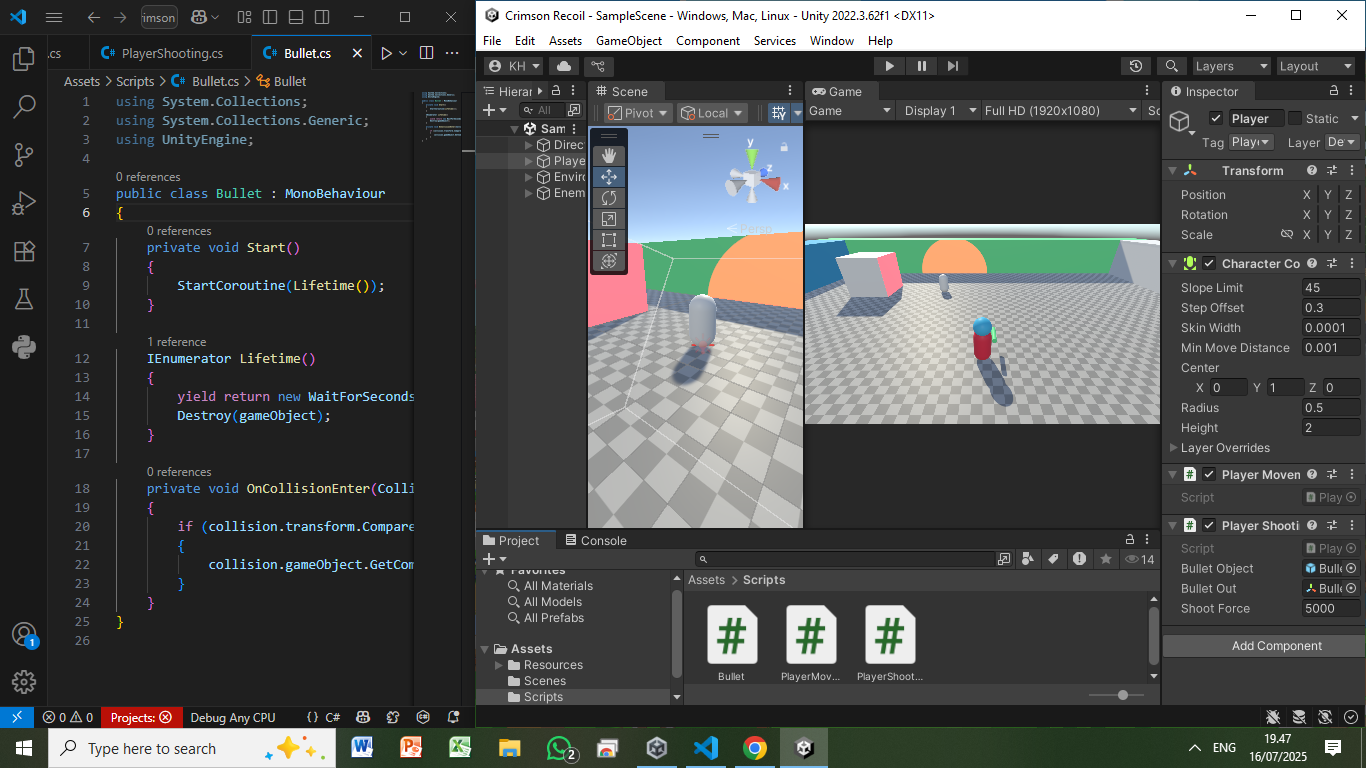 imson
.cs
PlayerShooting.cs
Bullet.cs
Assets > Scripts > Bullet.cs > Bullet
1 using System.Collections;
2 using System.Collections.Generic;
3 using UnityEngine;
4
0 references
5 public class Bullet : MonoBehaviour
6 {
0 references
7 private void Start()
8 {
9 StartCoroutine(Lifetime());
10 }
11
1 reference
12 IEnumerator Lifetime()
13 {
14 yield return new WaitForSeconds
15 Destroy(gameObject);
16 }
17
0 references
18 private void OnCollisionEnter(Colli
19 {
20 if (collision.transform.Compare
21 {
22 collision.gameObject.GetCom
23 }
24 }
25 }
26
1
0 0 Projects: Debug Any CPU {} C#
Crimson Recoil - SampleScene - Windows, Mac, Linux - Unity 2022.3.62f1 <DX11>
File Edit Assets GameObject Component Services Window Help
KH
Layers
Layout
Hierar
All
Sam
Direc
Playe
Enviro
Enem
Scene
Pivot
Local
y
z
x
< Persp
Game
Game
Display 1
Full HD (1920x1080)
Sc
Inspector
Player
Static
Tag Play
Layer De
Transform
Position X Y Z
Rotation X Y Z
Scale X Y Z
Character Co
Slope Limit 45
Step Offset 0.3
Skin Width 0.0001
Min Move Distance 0.001
Center
X 0 Y 1 Z 0
Radius 0.5
Height 2
Layer Overrides
Player Movem
Script Play
Player Shooti
Script Play
Bullet Object Bulle
Bullet Out Bulle
Shoot Force 5000
Add Component
Project
Console
14
Favorites
All Materials
All Models
All Prefabs
Assets
Resources
Scenes
Scripts
Assets > Scripts
Bullet
PlayerMov...
PlayerShoot...
Type here to search
2
ENG
19.47
16/07/2025